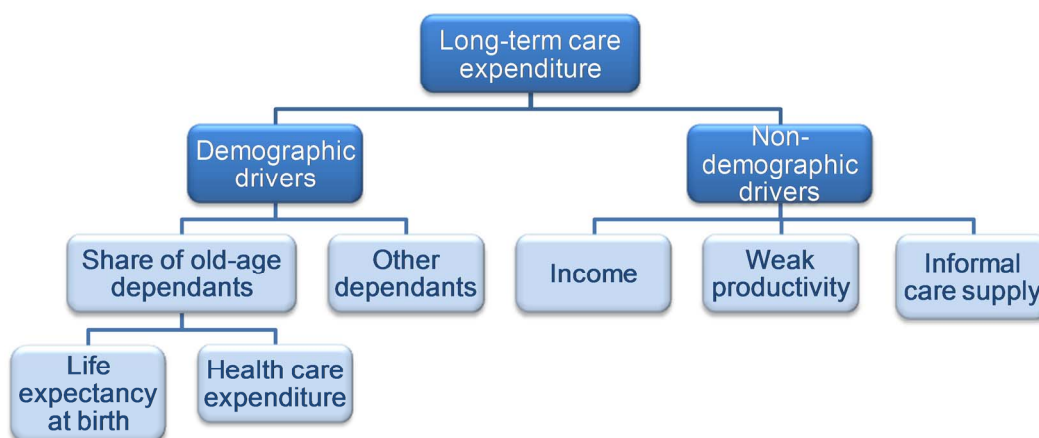 Long-term care
expenditure
Demographic
drivers
Non-
demographic
drivers
Share of old-age
dependants
Other
dependants
Income
Weak
productivity
Informal
care supply
Life
expectancy
at birth
Health care
expenditure